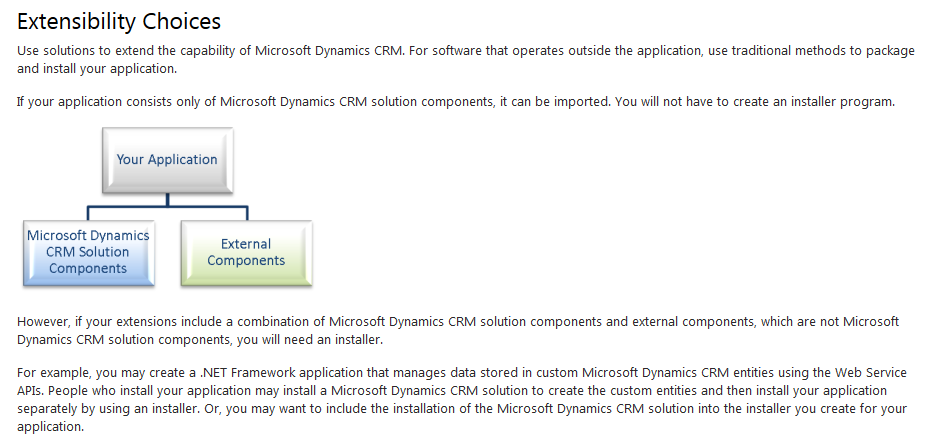 Extensibility Choices
Use solutions to extend the capability of Microsoft Dynamics CRM. For software that operates outside the application, use traditional methods to package
and install your application.
If your application consists only of Microsoft Dynamics CRM solution components, it can be imported. You will not have to create an installer program.
Your Application
Microsoft Dynamics
CRM Solution
Components
External
Components
However, if your extensions include a combination of Microsoft Dynamics CRM solution components and external components, which are not Microsoft
Dynamics CRM solution components, you will need an installer.
For example, you may create a .NET Framework application that manages data stored in custom Microsoft Dynamics CRM entities using the Web Service
APIs. People who install your application may install a Microsoft Dynamics CRM solution to create the custom entities and then install your application
separately by using an installer. Or, you may want to include the installation of the Microsoft Dynamics CRM solution into the installer you create for your
application.